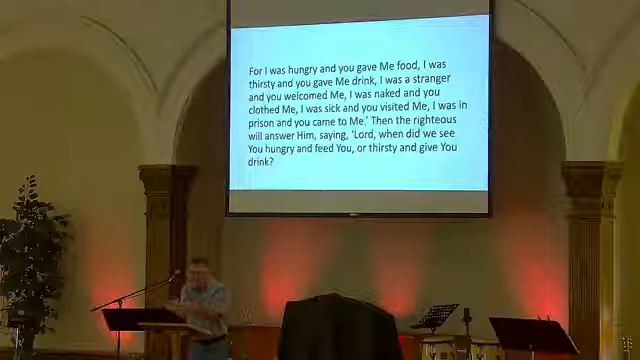 For I was hungry and you gave Me food, I was
thirsty and you gave Me drink, I was a stranger
and you welcomed Me, I was naked and you
clothed Me, I was sick and you visited Me, I was in
prison and you came to Me.’ Then the righteous
will answer Him, saying, ‘Lord, when did we see
You hungry and feed You, or thirsty and give You
drink?